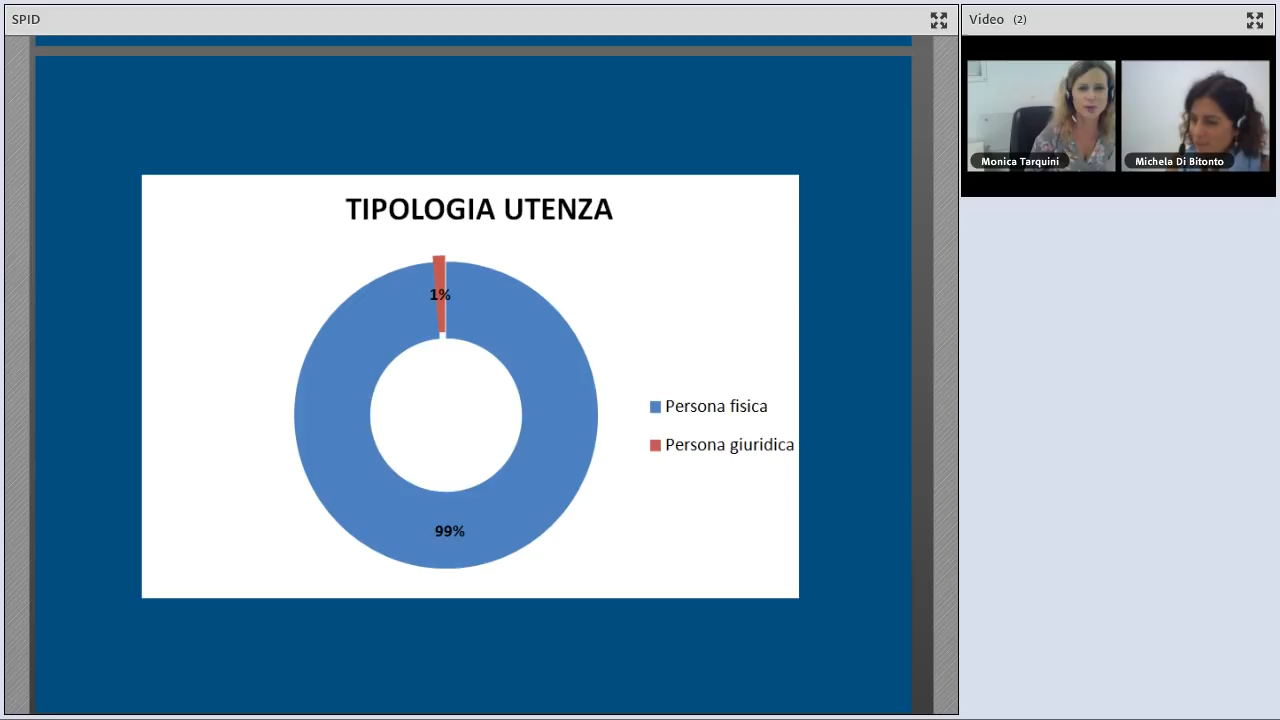 SPID
Video (2)
Monica Tarquini
Michela Di Bitonto
TIPOLOGIA UTENZA
1%
Persona fisica
Persona giuridica
99%